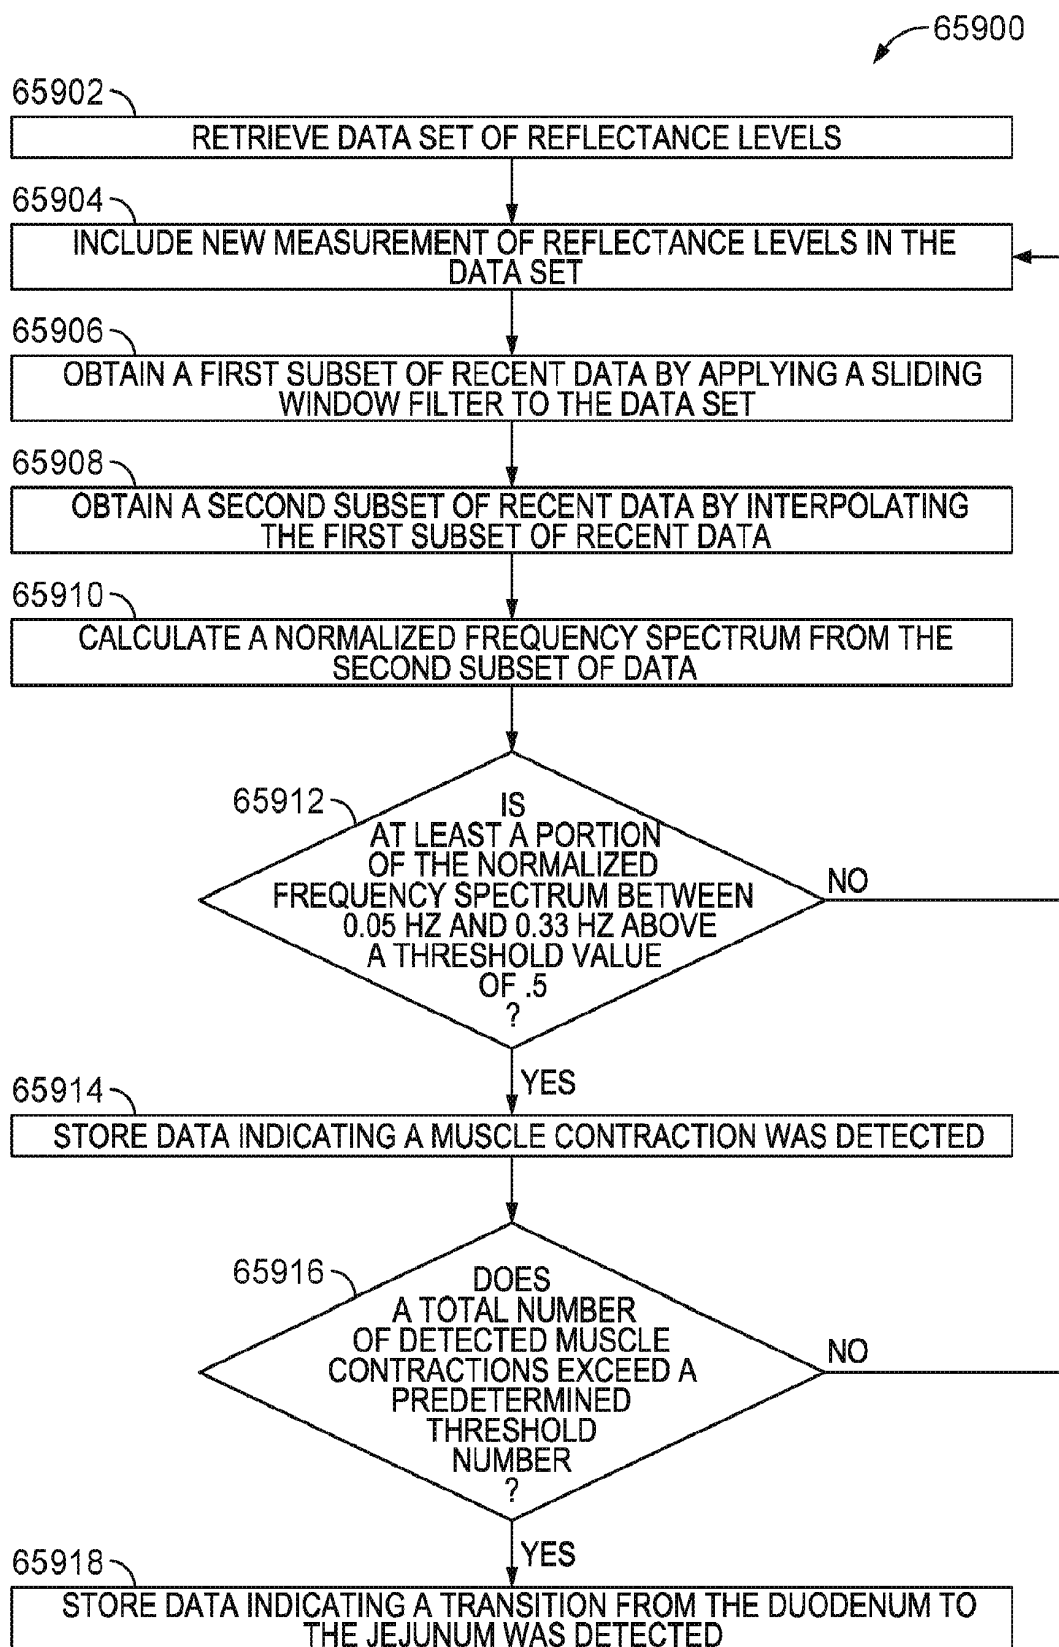 65900
65902
RETRIEVE DATA SET OF REFLECTANCE LEVELS
65904
INCLUDE NEW MEASUREMENT OF REFLECTANCE LEVELS IN THE
DATA SET
65906
OBTAIN A FIRST SUBSET OF RECENT DATA BY APPLYING A SLIDING
WINDOW FILTER TO THE DATA SET
65908
OBTAIN A SECOND SUBSET OF RECENT DATA BY INTERPOLATING
THE FIRST SUBSET OF RECENT DATA
65910
CALCULATE A NORMALIZED FREQUENCY SPECTRUM FROM THE
SECOND SUBSET OF DATA
65912
IS
AT LEAST A PORTION
OF THE NORMALIZED
FREQUENCY SPECTRUM BETWEEN
0.05 HZ AND 0.33 HZ ABOVE
A THRESHOLD VALUE
OF .5
?
NO
YES
65914
STORE DATA INDICATING A MUSCLE CONTRACTION WAS DETECTED
65916
DOES
A TOTAL NUMBER
OF DETECTED MUSCLE
CONTRACTIONS EXCEED A
PREDETERMINED
THRESHOLD
NUMBER
?
NO
YES
65918
STORE DATA INDICATING A TRANSITION FROM THE DUODENUM TO
THE JEJUNUM WAS DETECTED